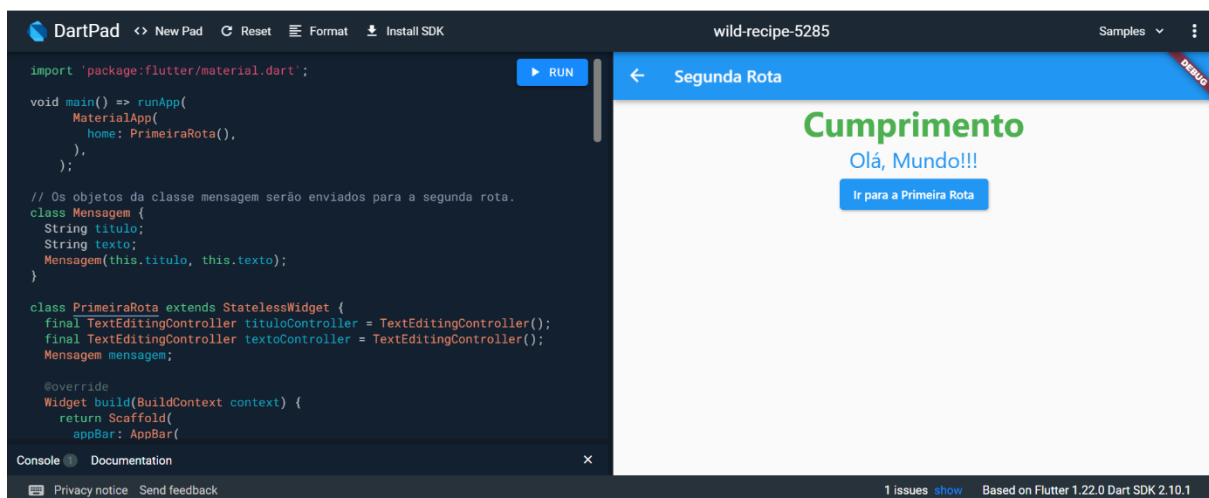 DartPad <> New Pad Reset Format Install SDK wild-recipe-5285 Samples
import 'package:flutter/material.dart';
RUN
void main() => runApp(
MaterialApp(
home: PrimeiraRota(),
),
);
// Os objetos da classe mensagem serão enviados para a segunda rota.
class Mensagem {
String titulo;
String texto;
Mensagem(this.titulo, this.texto);
}
class PrimeiraRota extends StatelessWidget {
final TextEditingController tituloController = TextEditingController();
final TextEditingController textoController = TextEditingController();
Mensagem mensagem;
@override
Widget build(BuildContext context) {
return Scaffold(
appBar: AppBar(
Segunda Rota
DEBUG
Cumprimento
Olá, Mundo!!!
Ir para a Primeira Rota
Console 1 Documentation ×
Privacy notice Send feedback 1 issues show Based on Flutter 1.22.0 Dart SDK 2.10.1